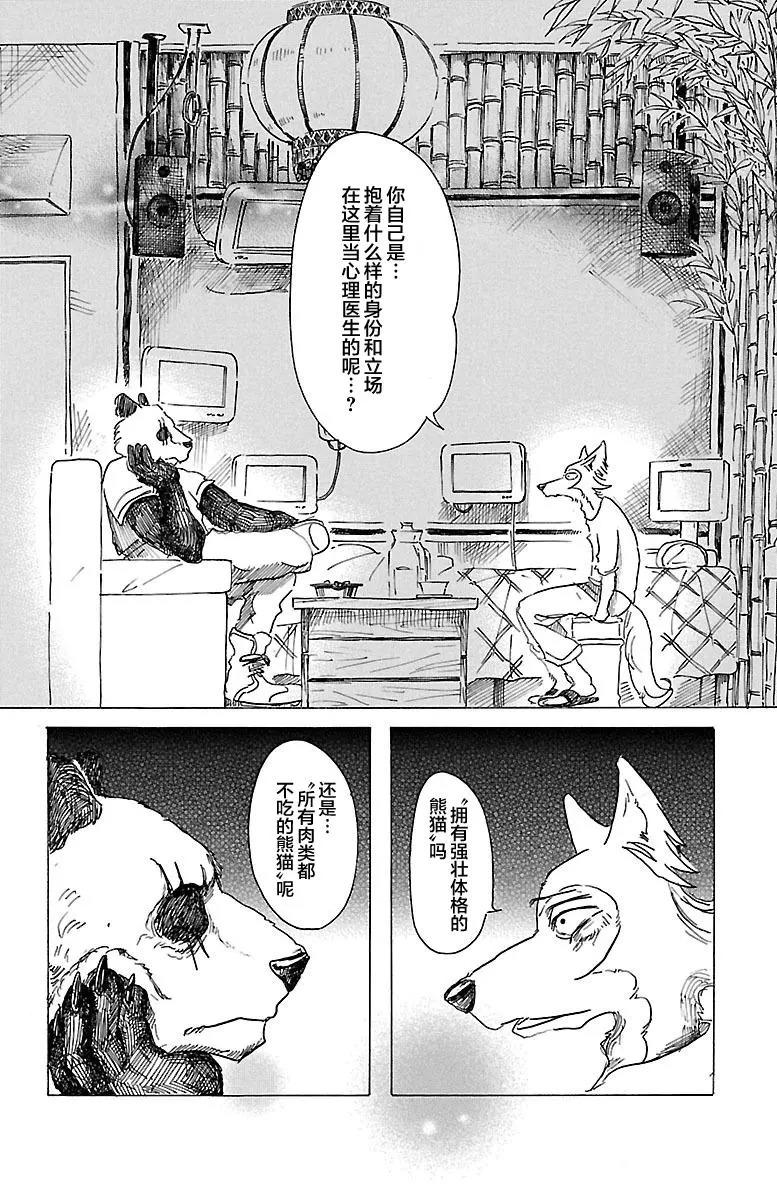 你自己是…
抱着什么样的身份和立场
在这里当心理医生的呢…?
〝拥有强壮体格的
熊猫〟吗
还是…
〝所有肉类都
不吃的熊猫〟呢